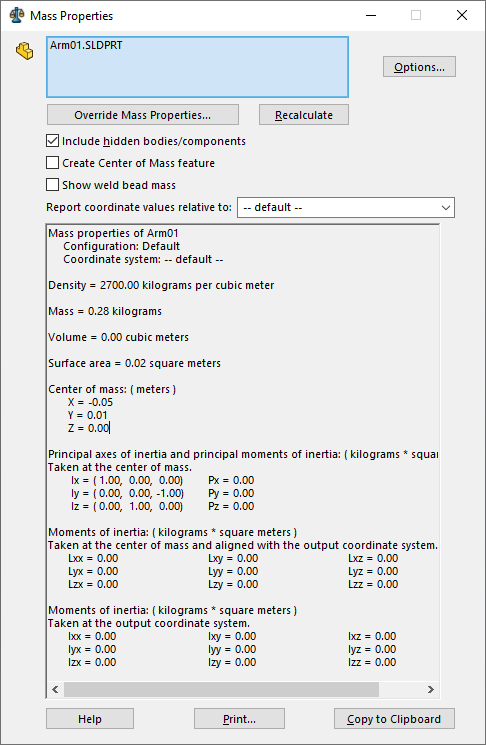 Mass Properties
Arm01.SLDPRT
Options...
Override Mass Properties...
Recalculate
Include hidden bodies/components
Create Center of Mass feature
Show weld bead mass
Report coordinate values relative to: -- default --
Mass properties of Arm01
Configuration: Default
Coordinate system: -- default --
Density = 2700.00 kilograms per cubic meter
Mass = 0.28 kilograms
Volume = 0.00 cubic meters
Surface area = 0.02 square meters
Center of mass: ( meters )
X = -0.05
Y = 0.01
Z = 0.00
Principal axes of inertia and principal moments of inertia: ( kilograms * squar
Taken at the center of mass.
Ix = ( 1.00, 0.00, 0.00) Px = 0.00
Iy = ( 0.00, 0.00, -1.00) Py = 0.00
Iz = ( 0.00, 1.00, 0.00) Pz = 0.00
Moments of inertia: ( kilograms * square meters )
Taken at the center of mass and aligned with the output coordinate system.
Lxx = 0.00 Lxy = 0.00 Lxz = 0.00
Lyx = 0.00 Lyy = 0.00 Lyz = 0.00
Lzx = 0.00 Lzy = 0.00 Lzz = 0.00
Moments of inertia: ( kilograms * square meters )
Taken at the output coordinate system.
Ixx = 0.00 Ixy = 0.00 Ixz = 0.00
Iyx = 0.00 Iyy = 0.00 Iyz = 0.00
Izx = 0.00 Izy = 0.00 Izz = 0.00
Help
Print...
Copy to Clipboard